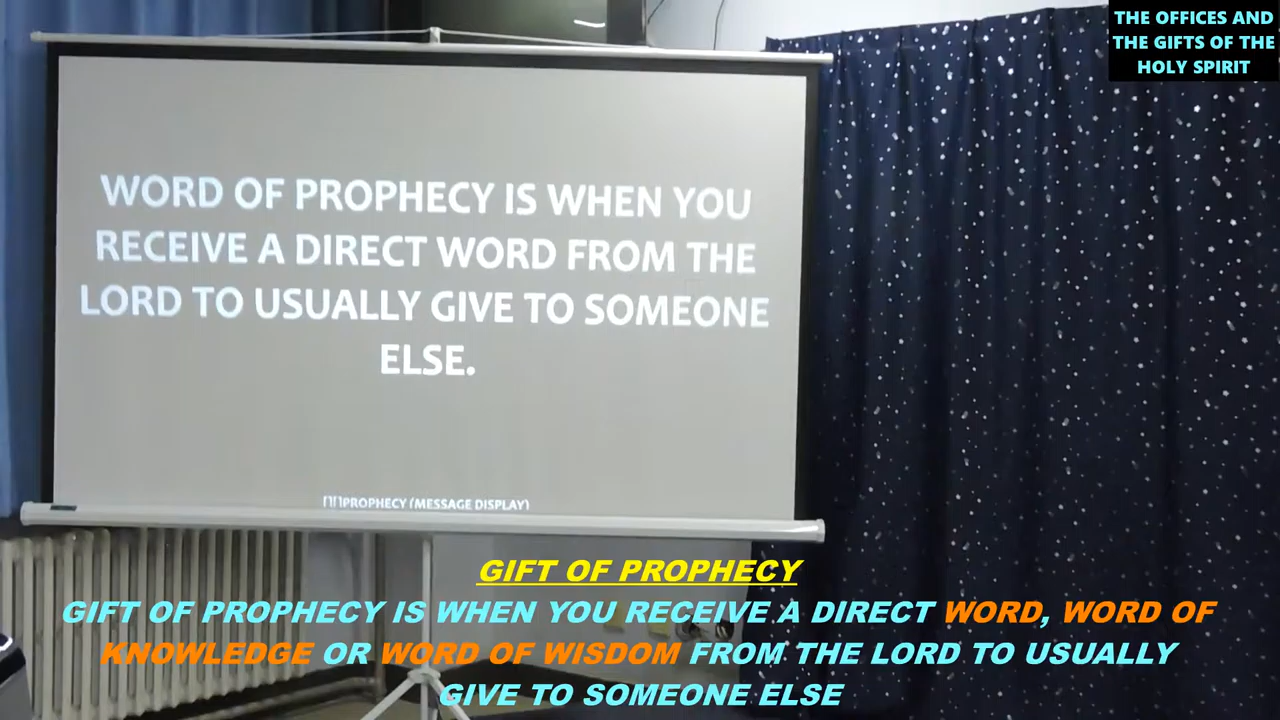 THE OFFICES AND
THE GIFTS OF THE
HOLY SPIRIT
WORD OF PROPHECY IS WHEN YOU
RECEIVE A DIRECT WORD FROM THE
LORD TO USUALLY GIVE TO SOMEONE
ELSE.
PROPHECY (MESSAGE DISPLAY)
GIFT OF PROPHECY
GIFT OF PROPHECY IS WHEN YOU RECEIVE A DIRECT WORD, WORD OF
KNOWLEDGE OR WORD OF WISDOM FROM THE LORD TO USUALLY
GIVE TO SOMEONE ELSE